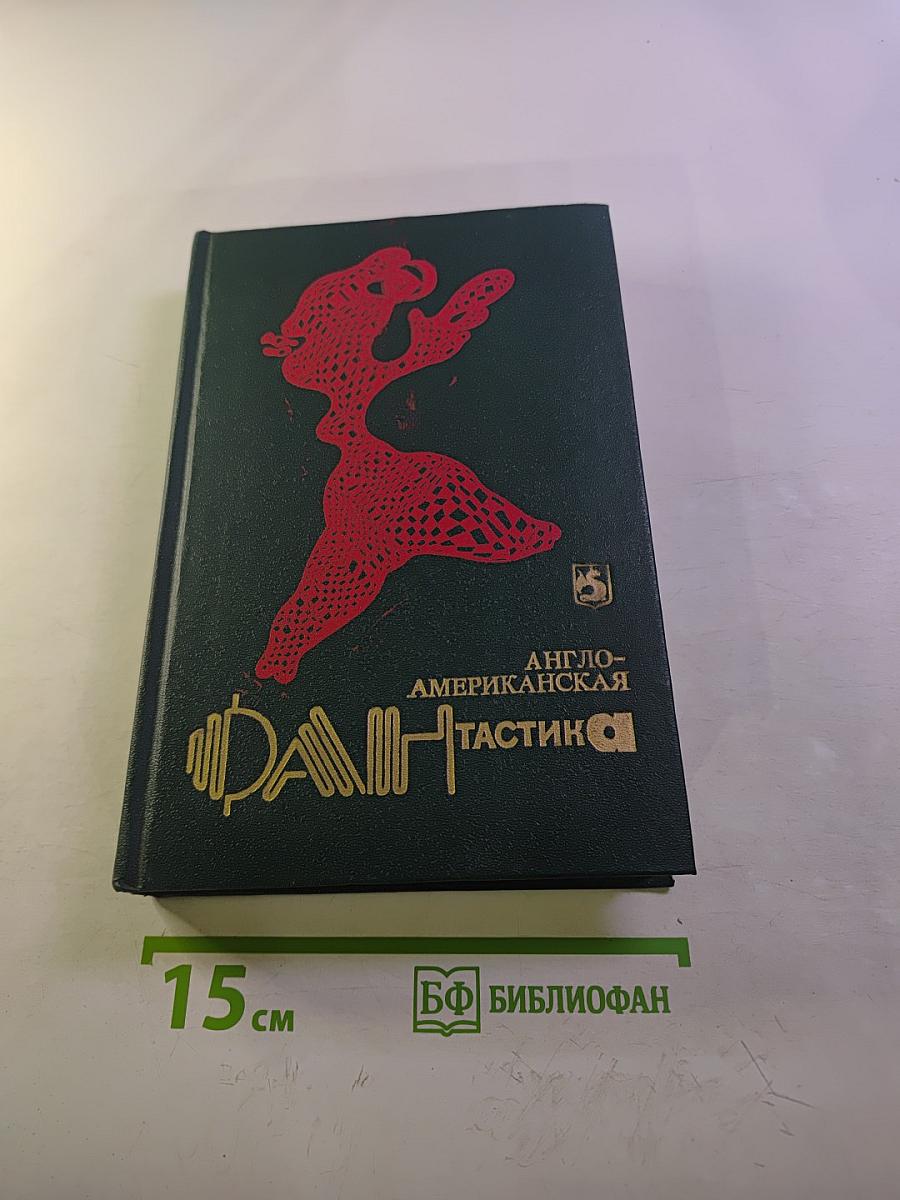 АНГЛО-
АМЕРИКАНСКАЯ
ФАНТАСТИКа
15 см
БФ БИБЛИОФАН